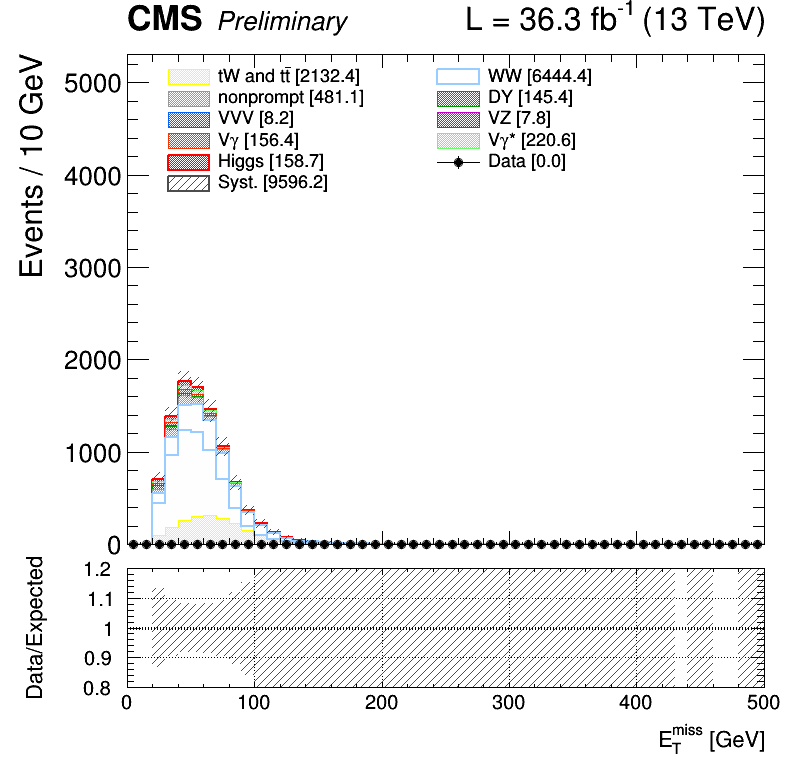 CMS Preliminary L = 36.3 fb⁻¹ (13 TeV)
Events / 10 GeV
5000
4000
3000
2000
1000
0
tW and tt̄ [2132.4]
nonprompt [481.1]
VVV [8.2]
Vγ [156.4]
Higgs [158.7]
Syst. [9596.2]
WW [6444.4]
DY [145.4]
VZ [7.8]
Vγ* [220.6]
Data [0.0]
Data/Expected
1.2
1.1
1
0.9
0.8
0 100 200 300 400 500
E_T^miss [GeV]